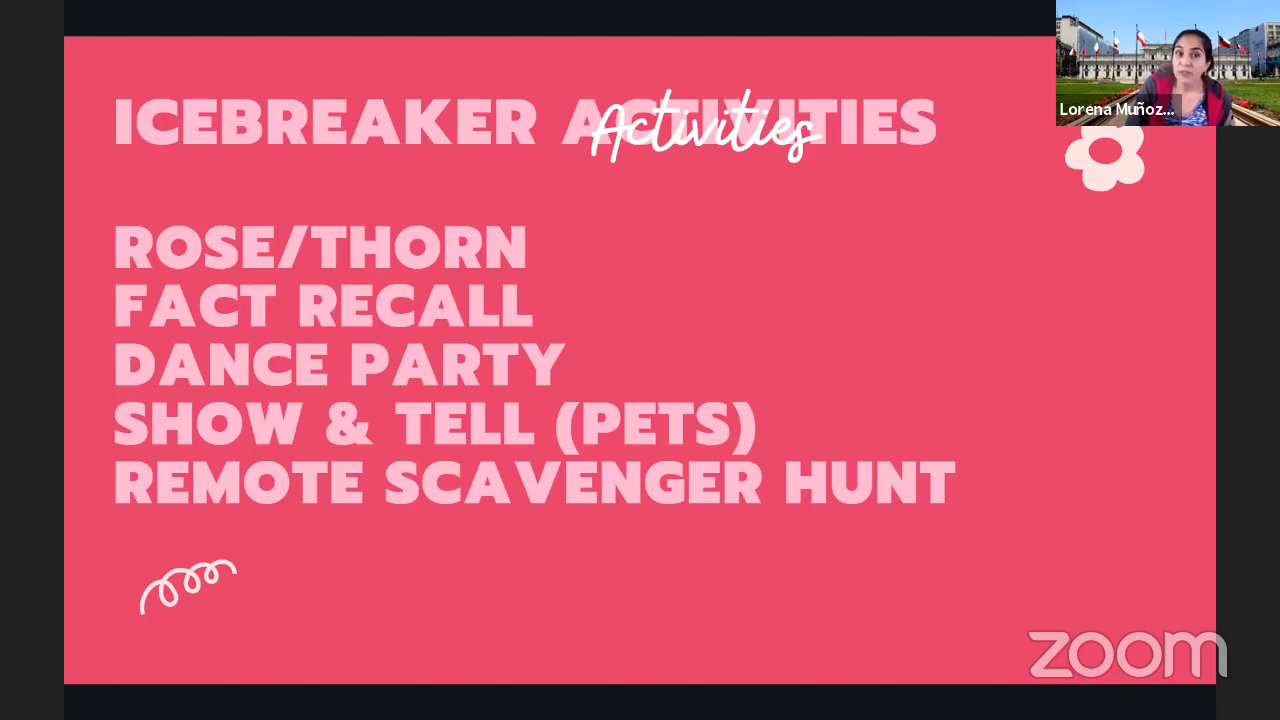 ICEBREAKER ACTIVITIES
Activities
Lorena Muñoz...
ROSE/THORN
FACT RECALL
DANCE PARTY
SHOW & TELL (PETS)
REMOTE SCAVENGER HUNT
zoom